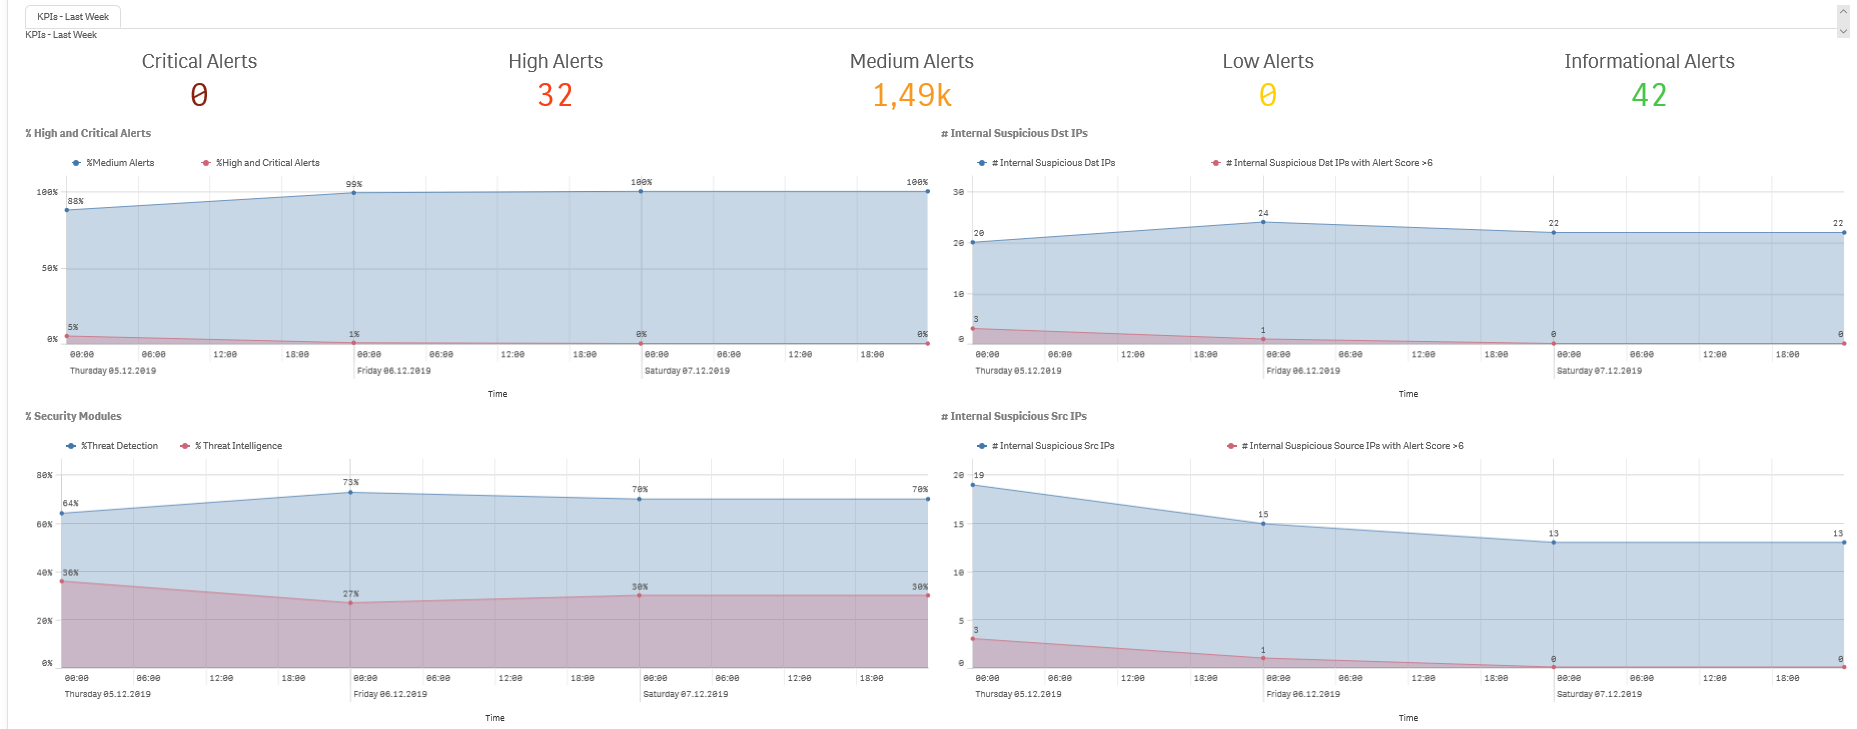 KPIs - Last Week
KPIs - Last Week
Critical Alerts
0
High Alerts
32
Medium Alerts
1,49k
Low Alerts
0
Informational Alerts
42
% High and Critical Alerts
%Medium Alerts %High and Critical Alerts
100%
50%
0%
88% 99% 100% 100%
5% 1% 0% 0%
00:00 06:00 12:00 18:00 00:00 06:00 12:00 18:00 00:00 06:00 12:00 18:00
Thursday 05.12.2019 Friday 06.12.2019 Saturday 07.12.2019
Time
# Internal Suspicious Dst IPs
# Internal Suspicious Dst IPs # Internal Suspicious Dst IPs with Alert Score >6
30
20
10
0
20 24 22 22
3 1 0 0
00:00 06:00 12:00 18:00 00:00 06:00 12:00 18:00 00:00 06:00 12:00 18:00
Thursday 05.12.2019 Friday 06.12.2019 Saturday 07.12.2019
Time
% Security Modules
%Threat Detection % Threat Intelligence
80%
60%
40%
20%
0%
64% 73% 70% 70%
36% 27% 30% 30%
00:00 06:00 12:00 18:00 00:00 06:00 12:00 18:00 00:00 06:00 12:00 18:00
Thursday 05.12.2019 Friday 06.12.2019 Saturday 07.12.2019
Time
# Internal Suspicious Src IPs
# Internal Suspicious Src IPs # Internal Suspicious Source IPs with Alert Score >6
20
15
10
5
0
19 15 13 13
3 1 0 0
00:00 06:00 12:00 18:00 00:00 06:00 12:00 18:00 00:00 06:00 12:00 18:00
Thursday 05.12.2019 Friday 06.12.2019 Saturday 07.12.2019
Time